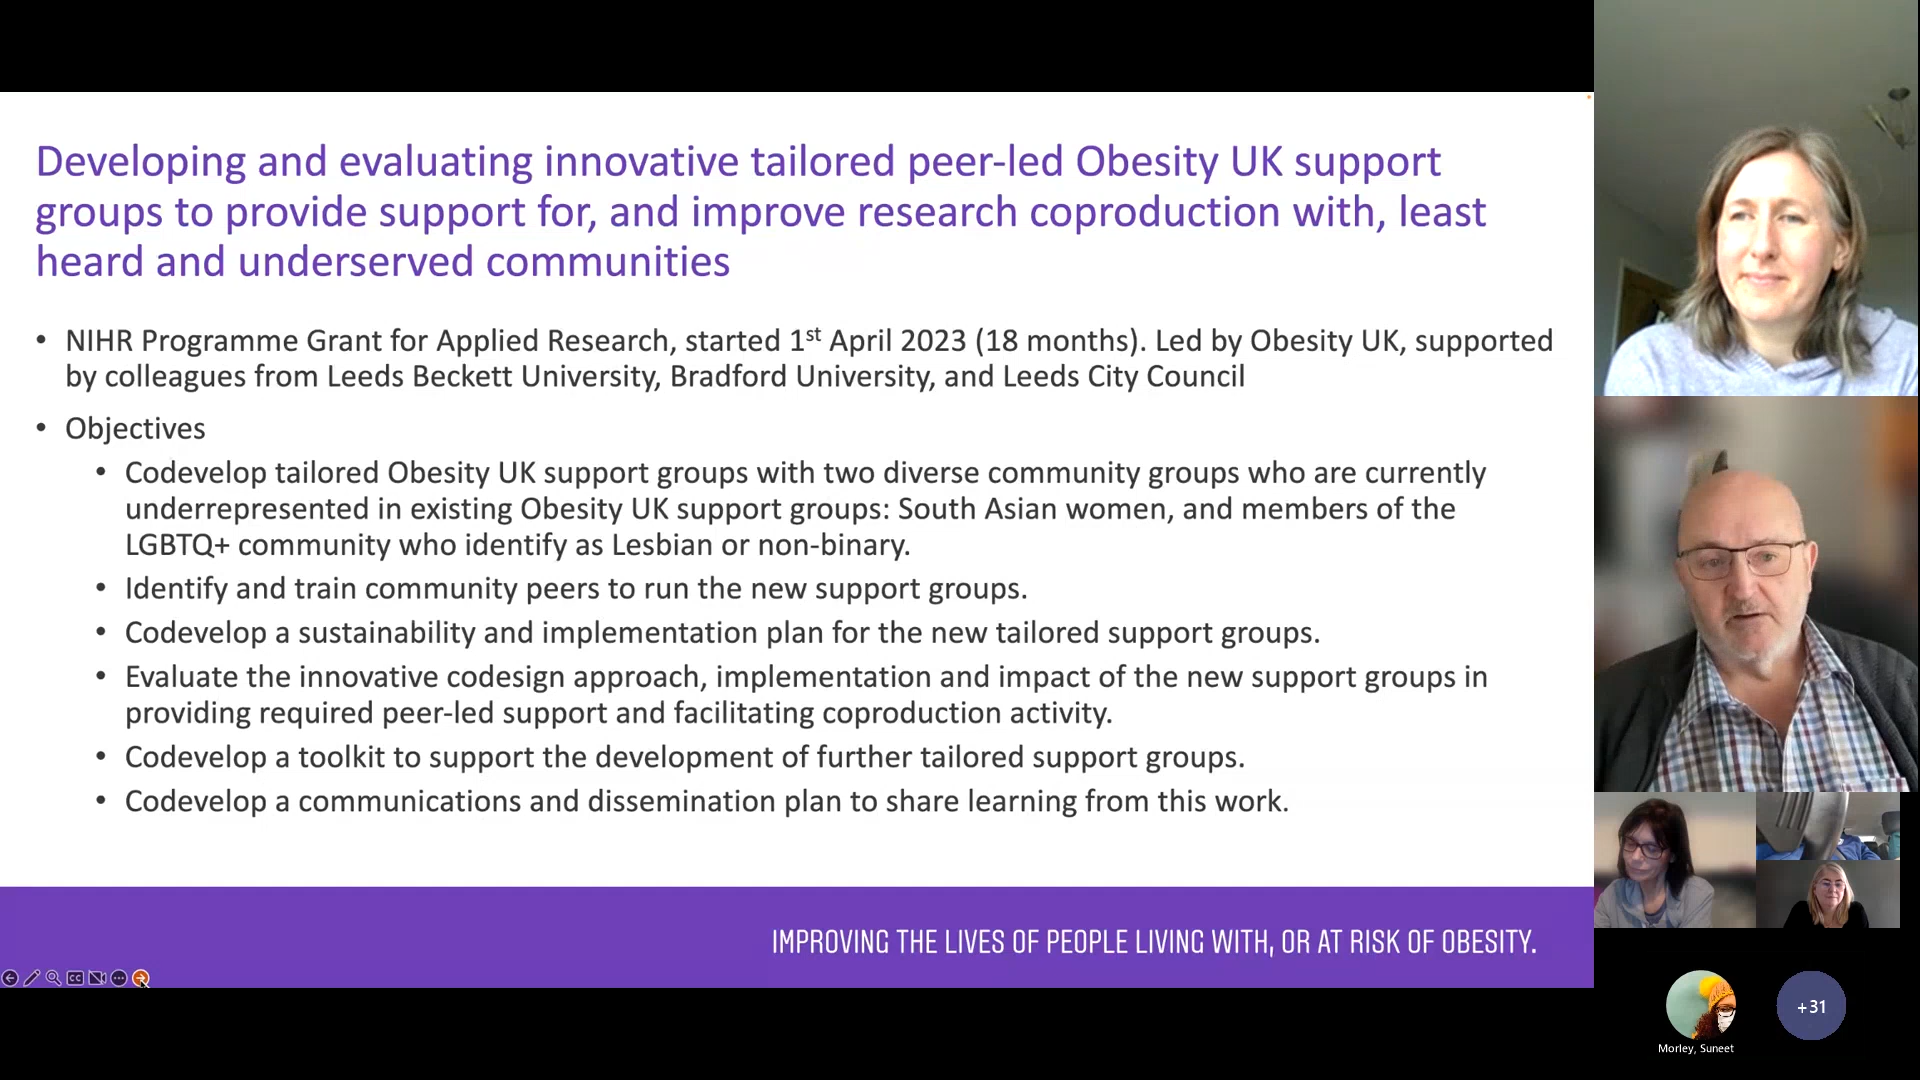 Developing and evaluating innovative tailored peer-led Obesity UK support
groups to provide support for, and improve research coproduction with, least
heard and underserved communities
• NIHR Programme Grant for Applied Research, started 1st April 2023 (18 months). Led by Obesity UK, supported
by colleagues from Leeds Beckett University, Bradford University, and Leeds City Council
• Objectives
• Codevelop tailored Obesity UK support groups with two diverse community groups who are currently
underrepresented in existing Obesity UK support groups: South Asian women, and members of the
LGBTQ+ community who identify as Lesbian or non-binary.
• Identify and train community peers to run the new support groups.
• Codevelop a sustainability and implementation plan for the new tailored support groups.
• Evaluate the innovative codesign approach, implementation and impact of the new support groups in
providing required peer-led support and facilitating coproduction activity.
• Codevelop a toolkit to support the development of further tailored support groups.
• Codevelop a communications and dissemination plan to share learning from this work.
IMPROVING THE LIVES OF PEOPLE LIVING WITH, OR AT RISK OF OBESITY.
CC
+31
Morley, Suneet